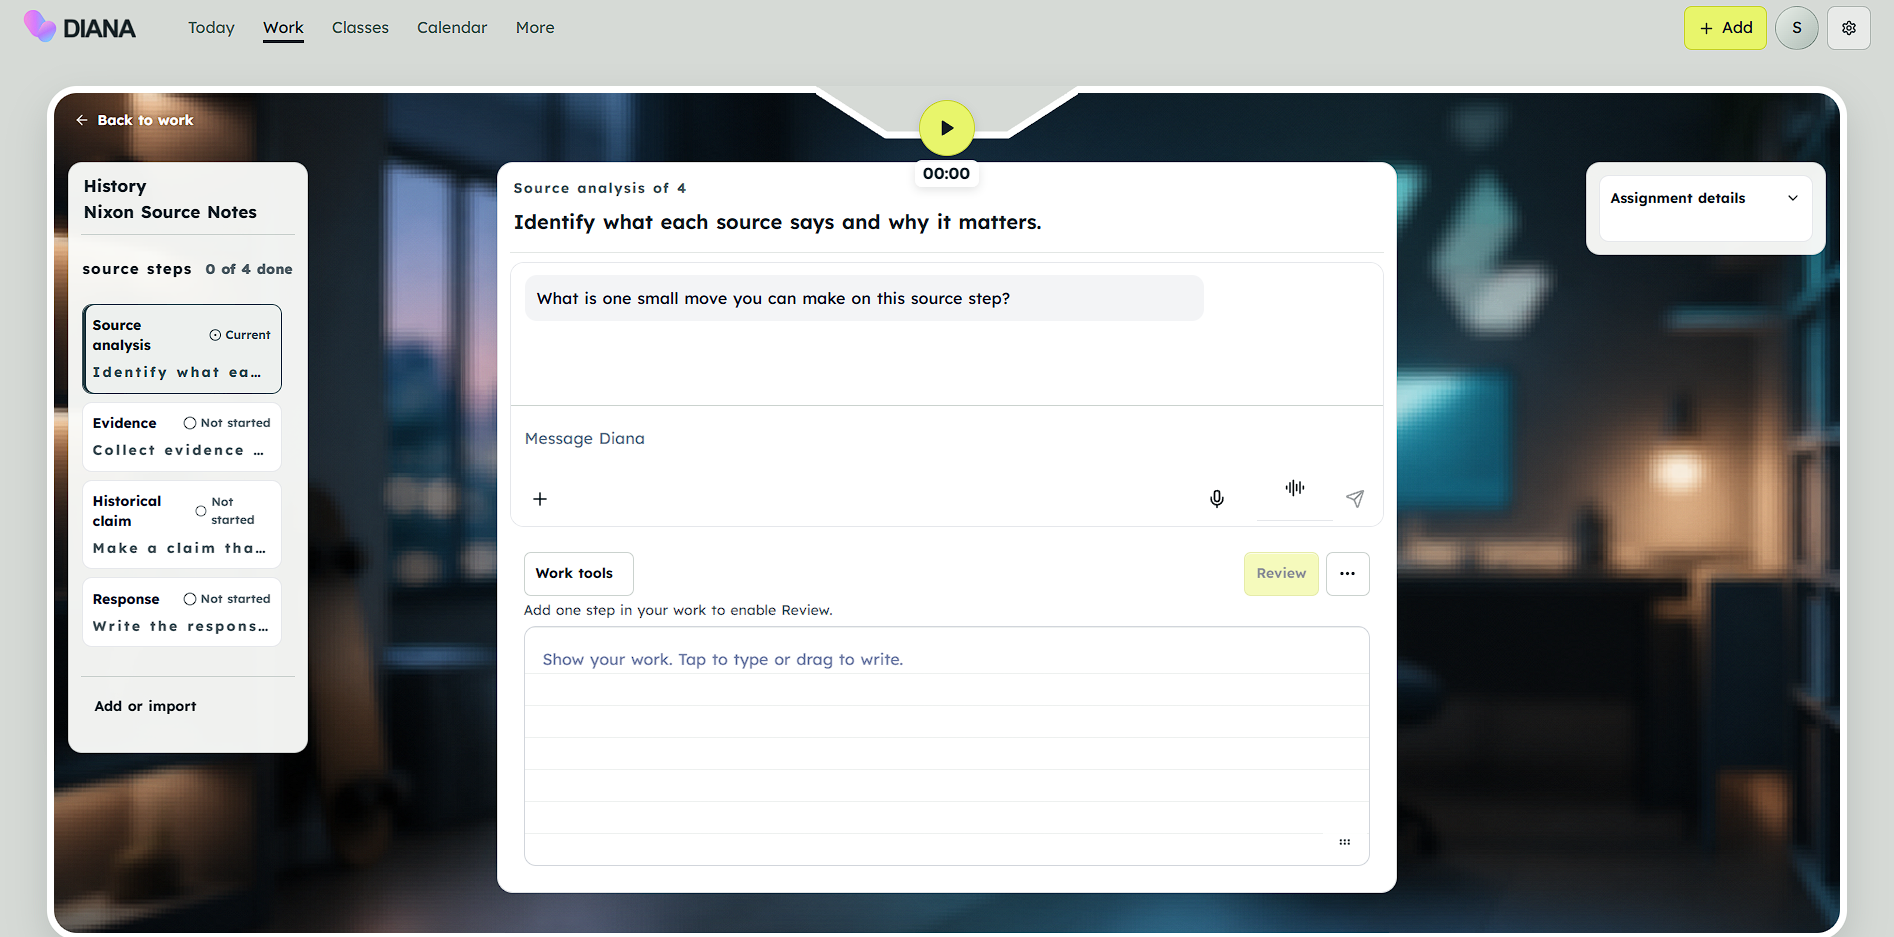 DIANA
Today
Work
Classes
Calendar
More
+ Add
S
← Back to work
00:00
History
Nixon Source Notes
source steps 0 of 4 done
Source analysis
Current
Identify what ea...
Evidence
Not started
Collect evidence ...
Historical claim
Not started
Make a claim tha...
Response
Not started
Write the respons...
Add or import
Source analysis of 4
Identify what each source says and why it matters.
What is one small move you can make on this source step?
Message Diana
Work tools
Review
Add one step in your work to enable Review.
Show your work. Tap to type or drag to write.
Assignment details